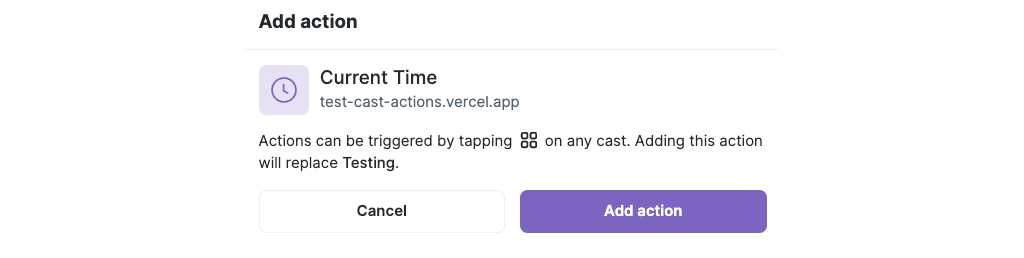 Add action
Current Time
test-cast-actions.vercel.app
Actions can be triggered by tapping on any cast. Adding this action
will replace Testing.
Cancel
Add action